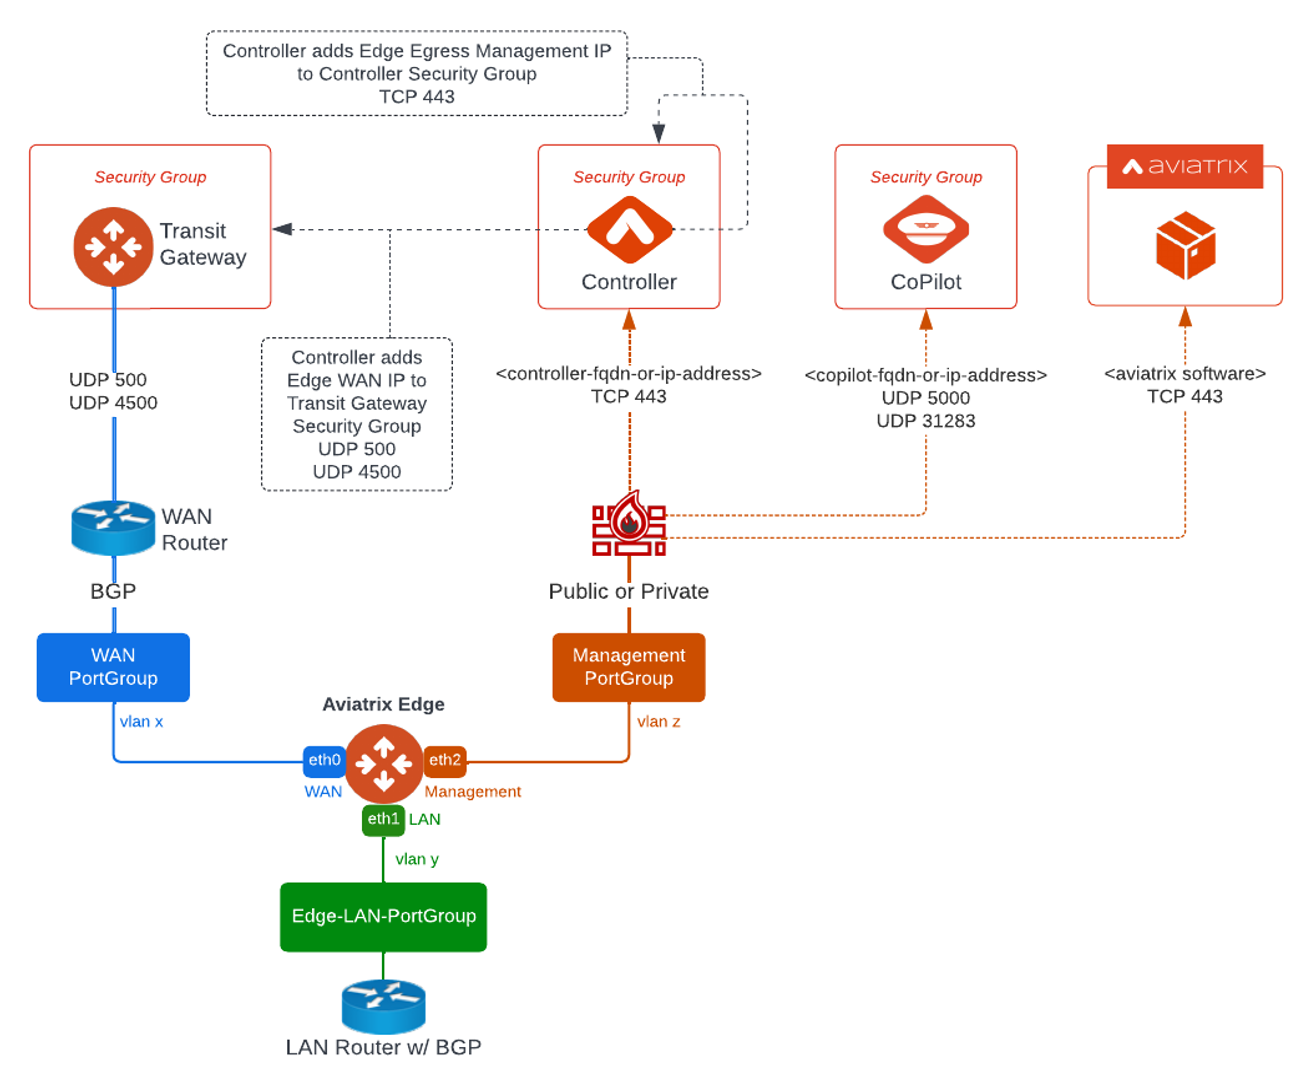 Controller adds Edge Egress Management IP
to Controller Security Group
TCP 443
Security Group
Transit
Gateway
Security Group
Controller
Security Group
CoPilot
AVIATRIX
Controller adds
Edge WAN IP to
Transit Gateway
Security Group
UDP 500
UDP 4500
UDP 500
UDP 4500
<controller-fqdn-or-ip-address>
TCP 443
<copilot-fqdn-or-ip-address>
UDP 5000
UDP 31283
<aviatrix software>
TCP 443
WAN
Router
BGP
Public or Private
WAN
PortGroup
Management
PortGroup
vlan x
Aviatrix Edge
vlan z
eth0
eth2
WAN
Management
eth1
LAN
vlan y
Edge-LAN-PortGroup
LAN Router w/ BGP